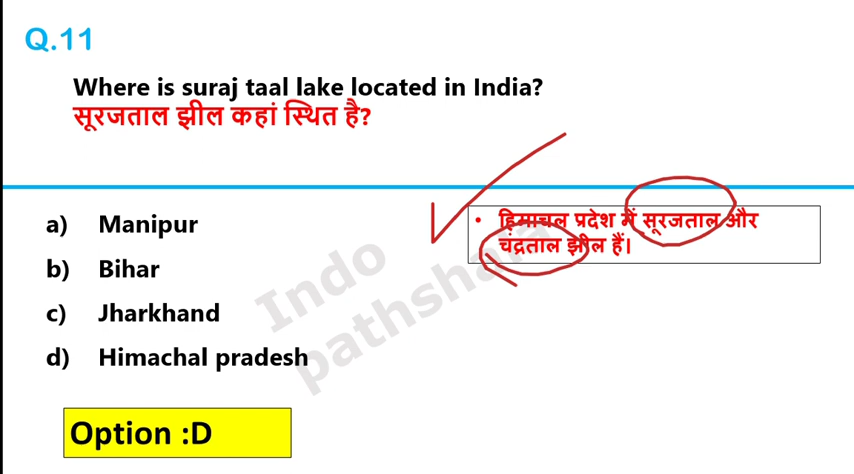 Q.11
Where is suraj taal lake located in India?
सूरजताल झील कहां स्थित है?
a) Manipur
b) Bihar
c) Jharkhand
d) Himachal pradesh
• हिमाचल प्रदेश में सूरजताल और
चंद्रताल झील हैं।
Indo
pathshala
Option :D